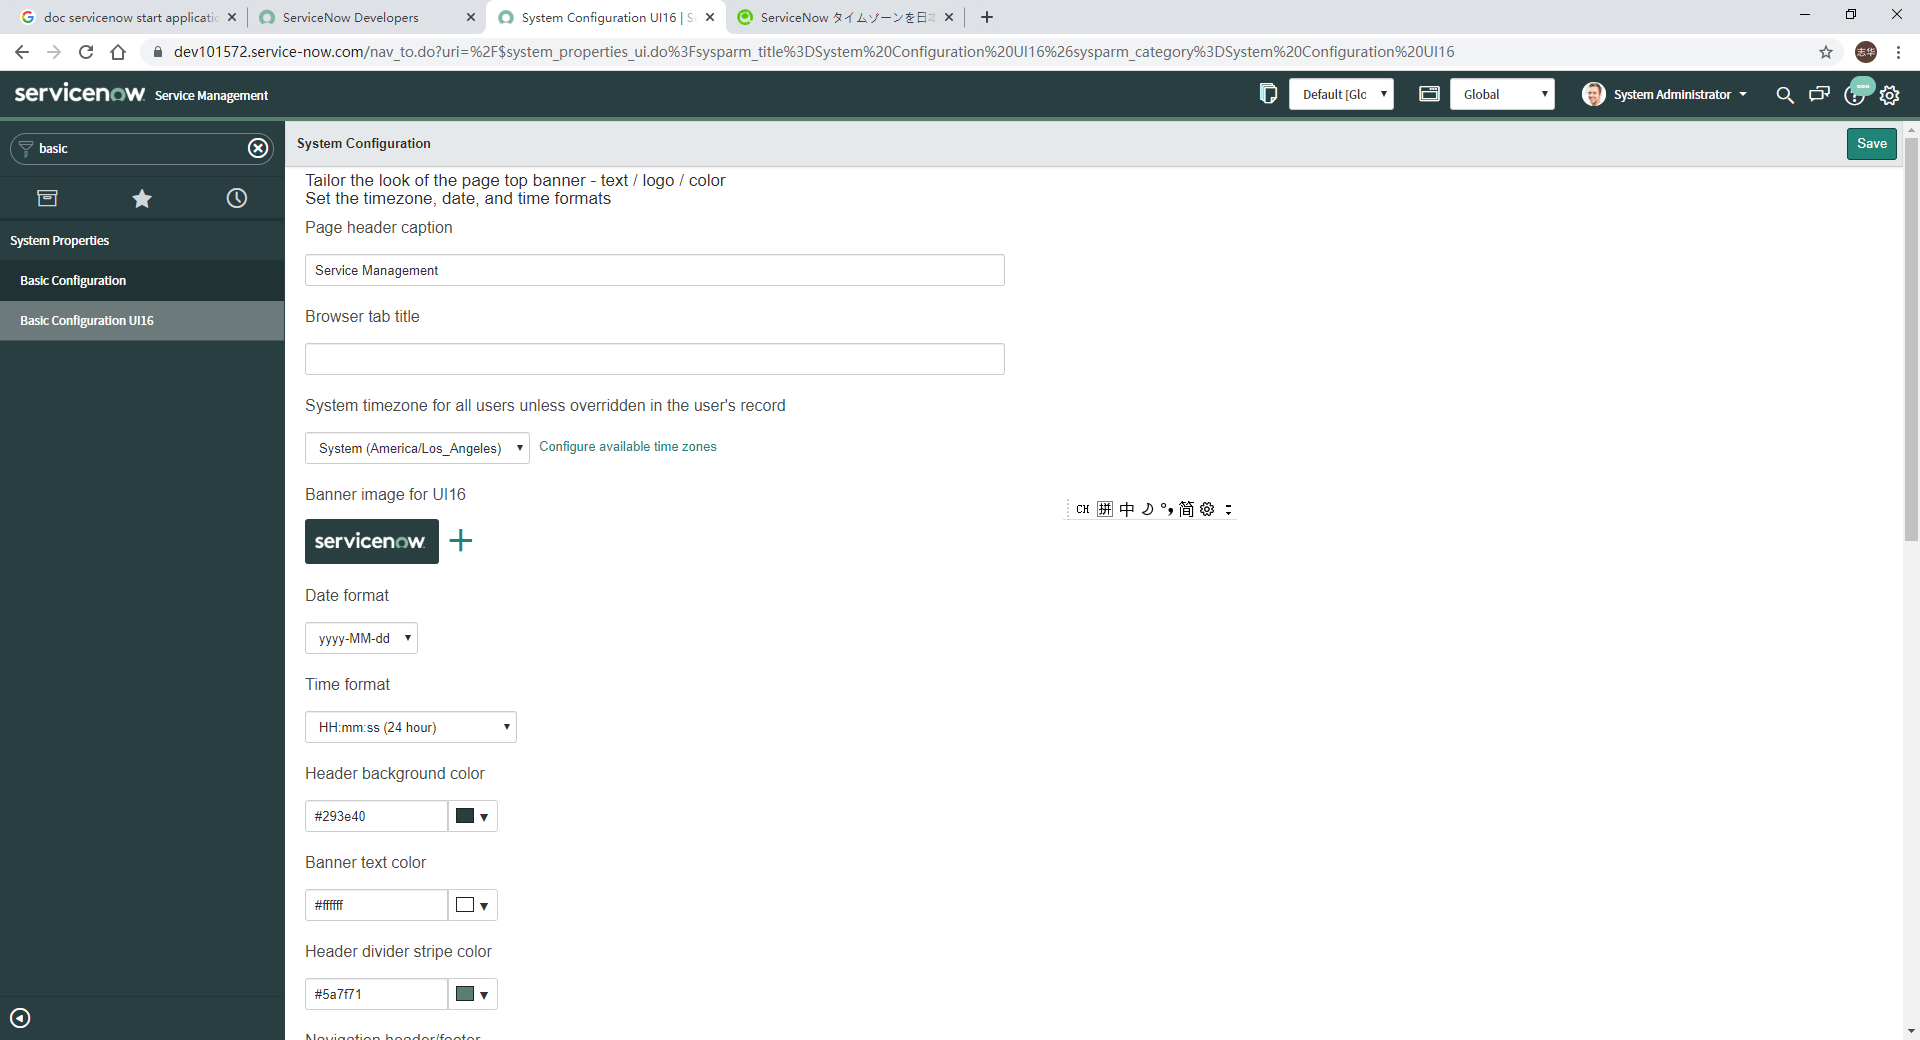 doc servicenow start applicati
ServiceNow Developers
System Configuration UI16 | S
ServiceNow タイムゾーンを日
dev101572.service-now.com/nav_to.do?uri=%2F$system_properties_ui.do%3Fsysparm_title%3DSystem%20Configuration%20UI16%26sysparm_category%3DSystem%20Configuration%20UI16
志华
servicenow Service Management
Default [Glc
Global
System Administrator
basic
System Properties
Basic Configuration
Basic Configuration UI16
System Configuration
Save
Tailor the look of the page top banner - text / logo / color
Set the timezone, date, and time formats
Page header caption
Service Management
Browser tab title
System timezone for all users unless overridden in the user's record
System (America/Los_Angeles)
Configure available time zones
Banner image for UI16
CH 拼 中 °, 简
servicenow
Date format
yyyy-MM-dd
Time format
HH:mm:ss (24 hour)
Header background color
#293e40
Banner text color
#ffffff
Header divider stripe color
#5a7f71
Navigation header/footer